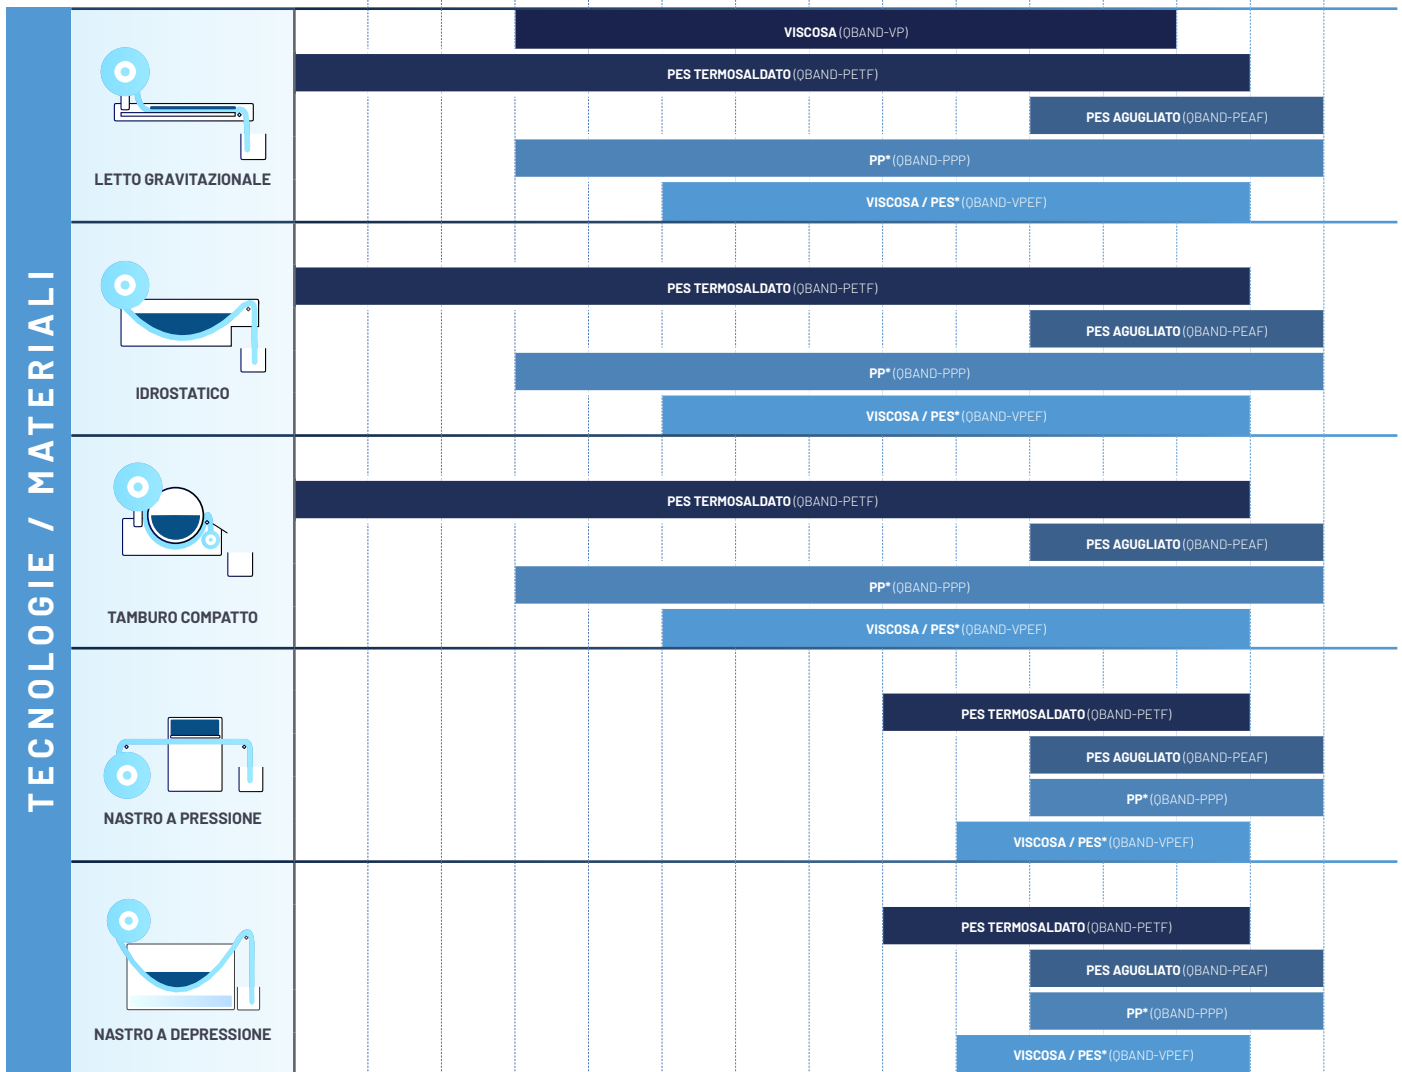 TECNOLOGIE / MATERIALI
LETTO GRAVITAZIONALE
VISCOSA (QBAND-VP)
PES TERMOSALDATO (QBAND-PETF)
PES AGUGLIATO (QBAND-PEAF)
PP* (QBAND-PPP)
VISCOSA / PES* (QBAND-VPEF)
IDROSTATICO
PES TERMOSALDATO (QBAND-PETF)
PES AGUGLIATO (QBAND-PEAF)
PP* (QBAND-PPP)
VISCOSA / PES* (QBAND-VPEF)
TAMBURO COMPATTO
PES TERMOSALDATO (QBAND-PETF)
PES AGUGLIATO (QBAND-PEAF)
PP* (QBAND-PPP)
VISCOSA / PES* (QBAND-VPEF)
NASTRO A PRESSIONE
PES TERMOSALDATO (QBAND-PETF)
PES AGUGLIATO (QBAND-PEAF)
PP* (QBAND-PPP)
VISCOSA / PES* (QBAND-VPEF)
NASTRO A DEPRESSIONE
PES TERMOSALDATO (QBAND-PETF)
PES AGUGLIATO (QBAND-PEAF)
PP* (QBAND-PPP)
VISCOSA / PES* (QBAND-VPEF)